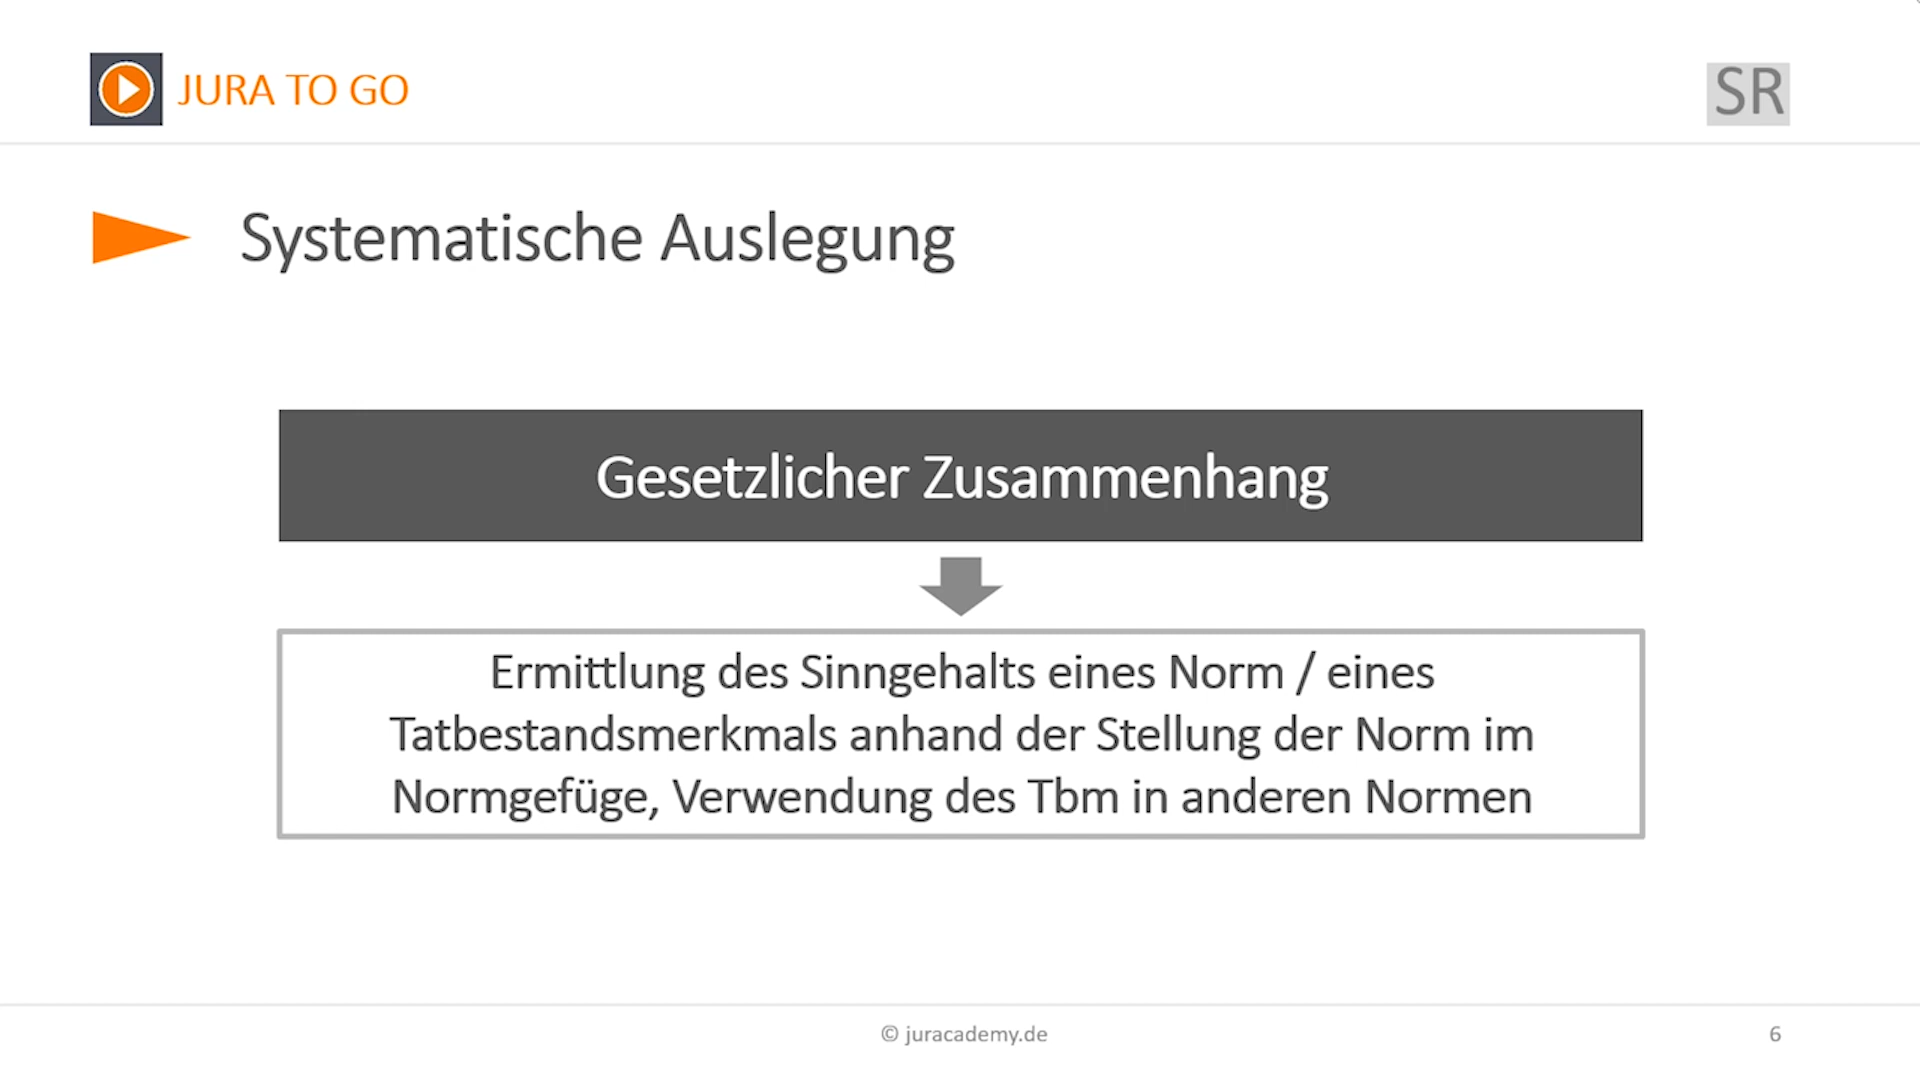 JURA TO GO
SR
Systematische Auslegung
Gesetzlicher Zusammenhang
Ermittlung des Sinngehalts eines Norm / eines
Tatbestandsmerkmals anhand der Stellung der Norm im
Normgefüge, Verwendung des Tbm in anderen Normen
© juracademy.de
6